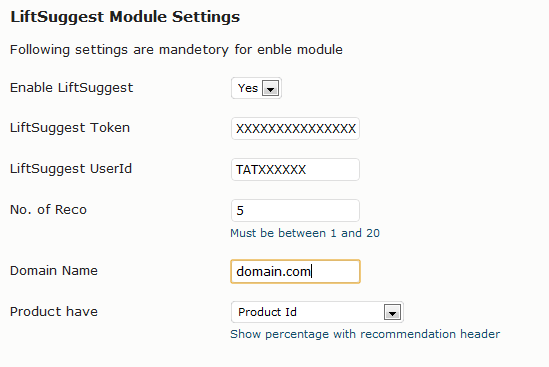 LiftSuggest Module Settings
Following settings are mandetory for enble module
Enable LiftSuggest Yes
LiftSuggest Token XXXXXXXXXXXXXXX
LiftSuggest UserId TATXXXXXX
No. of Reco 5
Must be between 1 and 20
Domain Name domain.com
Product have Product Id
Show percentage with recommendation header